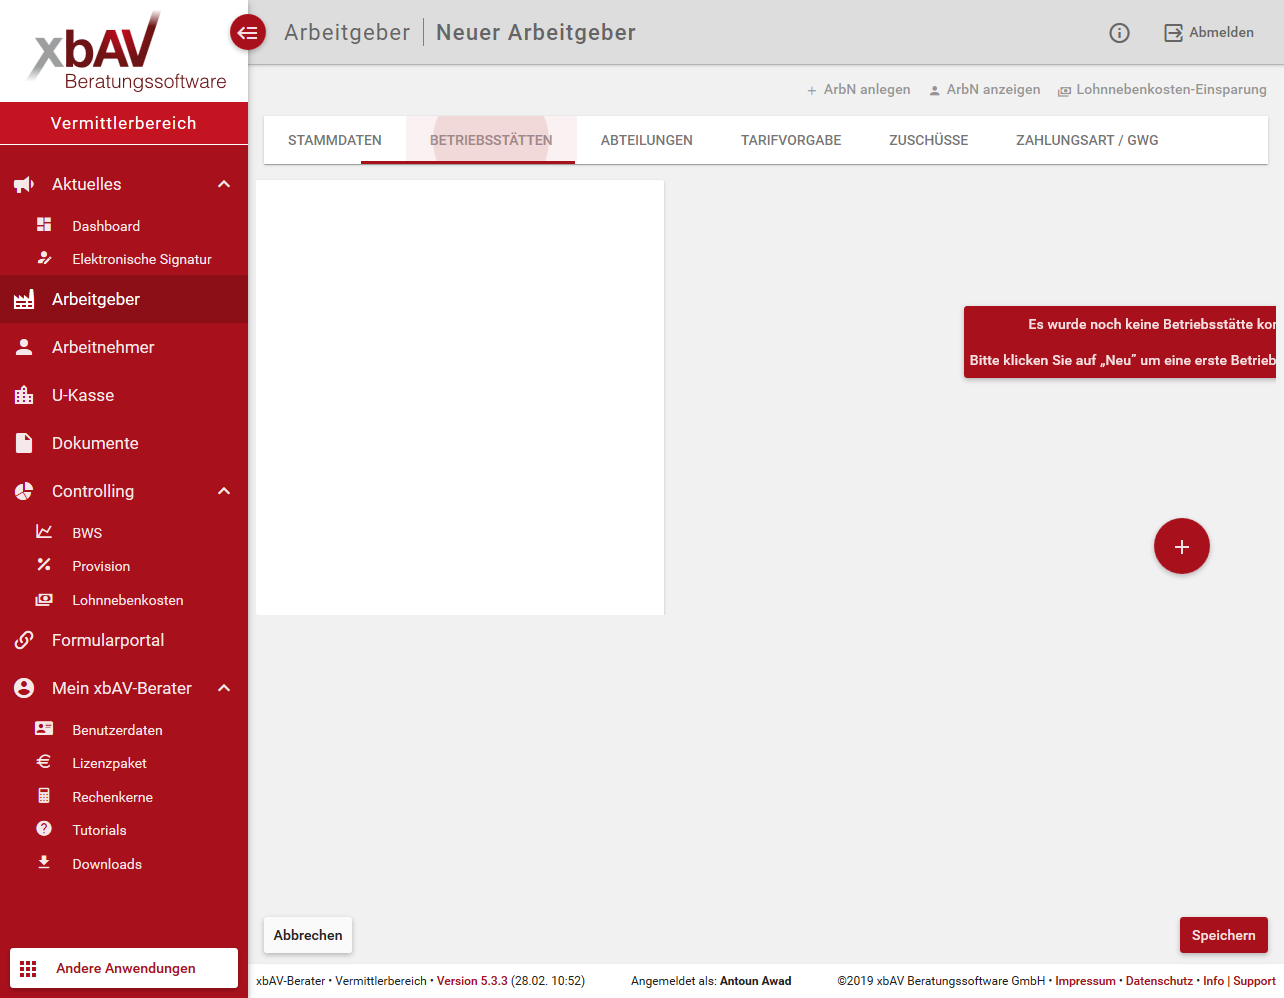 xbAV
Beratungssoftware
Vermittlerbereich
Aktuelles
Dashboard
Elektronische Signatur
Arbeitgeber
Arbeitnehmer
U-Kasse
Dokumente
Controlling
BWS
Provision
Lohnnebenkosten
Formularportal
Mein xbAV-Berater
Benutzerdaten
Lizenzpaket
Rechenkerne
Tutorials
Downloads
Andere Anwendungen
Arbeitgeber | Neuer Arbeitgeber
Abmelden
ArbN anlegen ArbN anzeigen Lohnnebenkosten-Einsparung
STAMMDATEN BETRIEBSSTÄTTEN ABTEILUNGEN TARIFVORGABE ZUSCHÜSSE ZAHLUNGSART / GWG
Es wurde noch keine Betriebsstätte kon
Bitte klicken Sie auf „Neu” um eine erste Betrieb
Abbrechen Speichern
xbAV-Berater • Vermittlerbereich • Version 5.3.3 (28.02. 10:52) Angemeldet als: Antoun Awad ©2019 xbAV Beratungssoftware GmbH • Impressum • Datenschutz • Info | Support